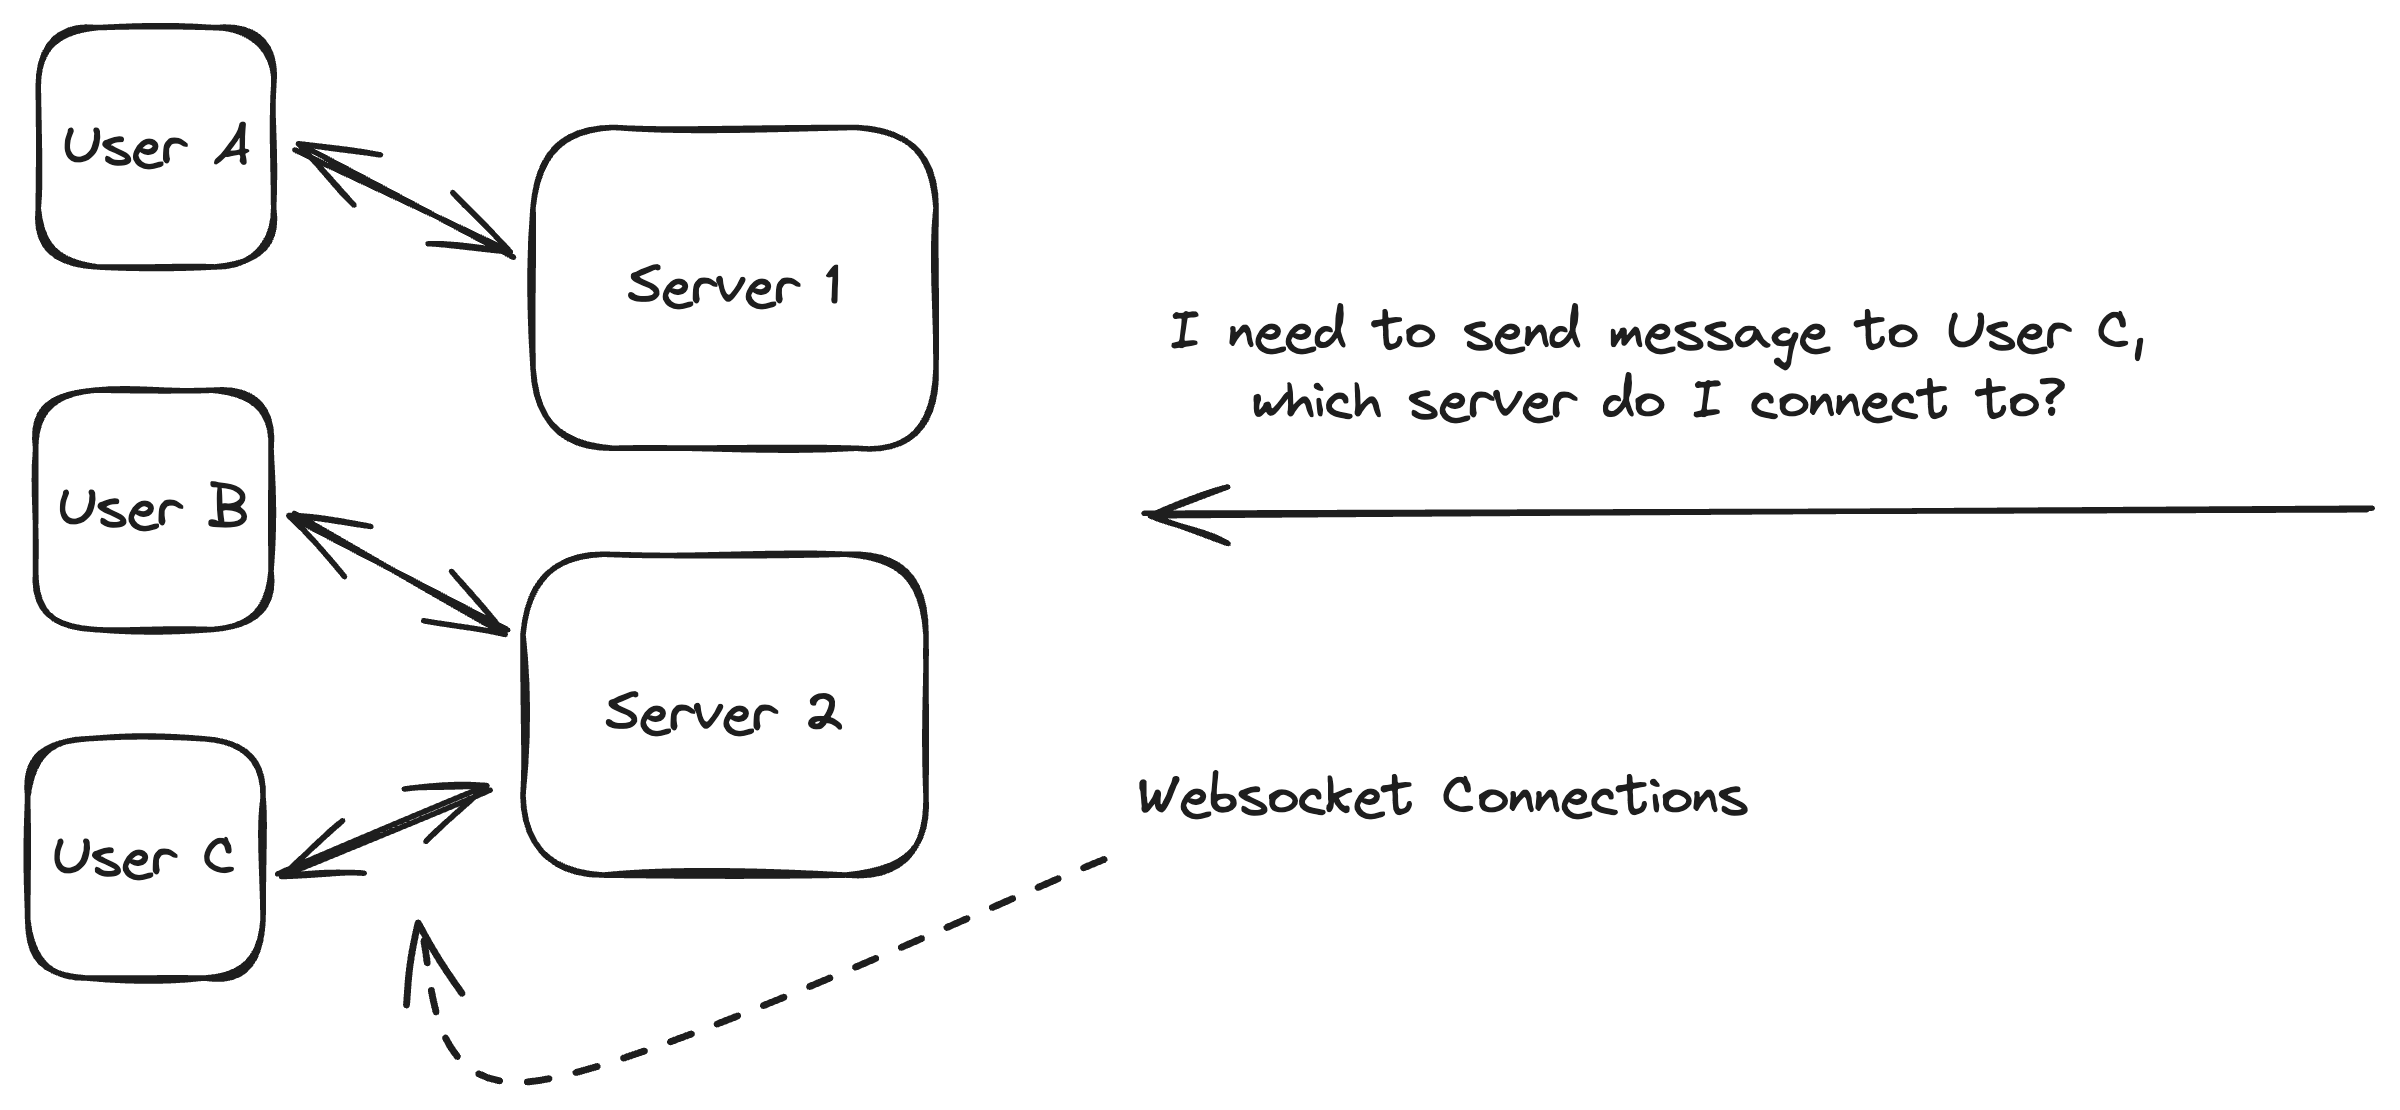 User A
Server 1
I need to send message to User C,
which server do I connect to?
User B
Server 2
Websocket Connections
User C